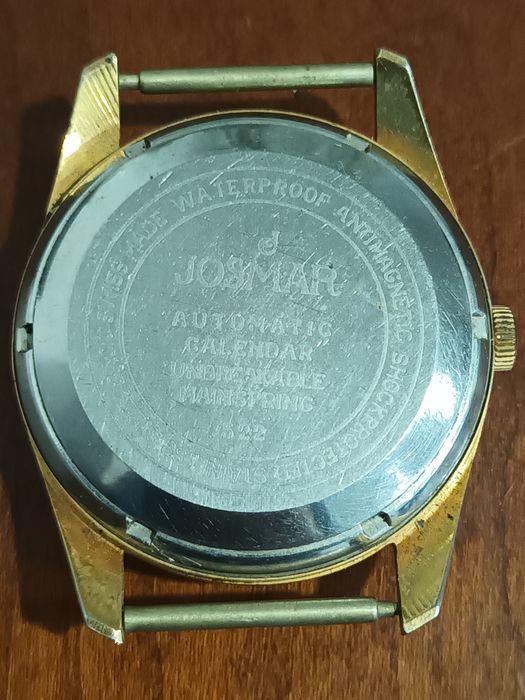 SWISS MADE WATERPROOF ANTIMAGNETIC SHOCKPROTECTED
J
JOSMAR
AUTOMATIC
CALENDAR
UNBREAKABLE
MAINSPRING